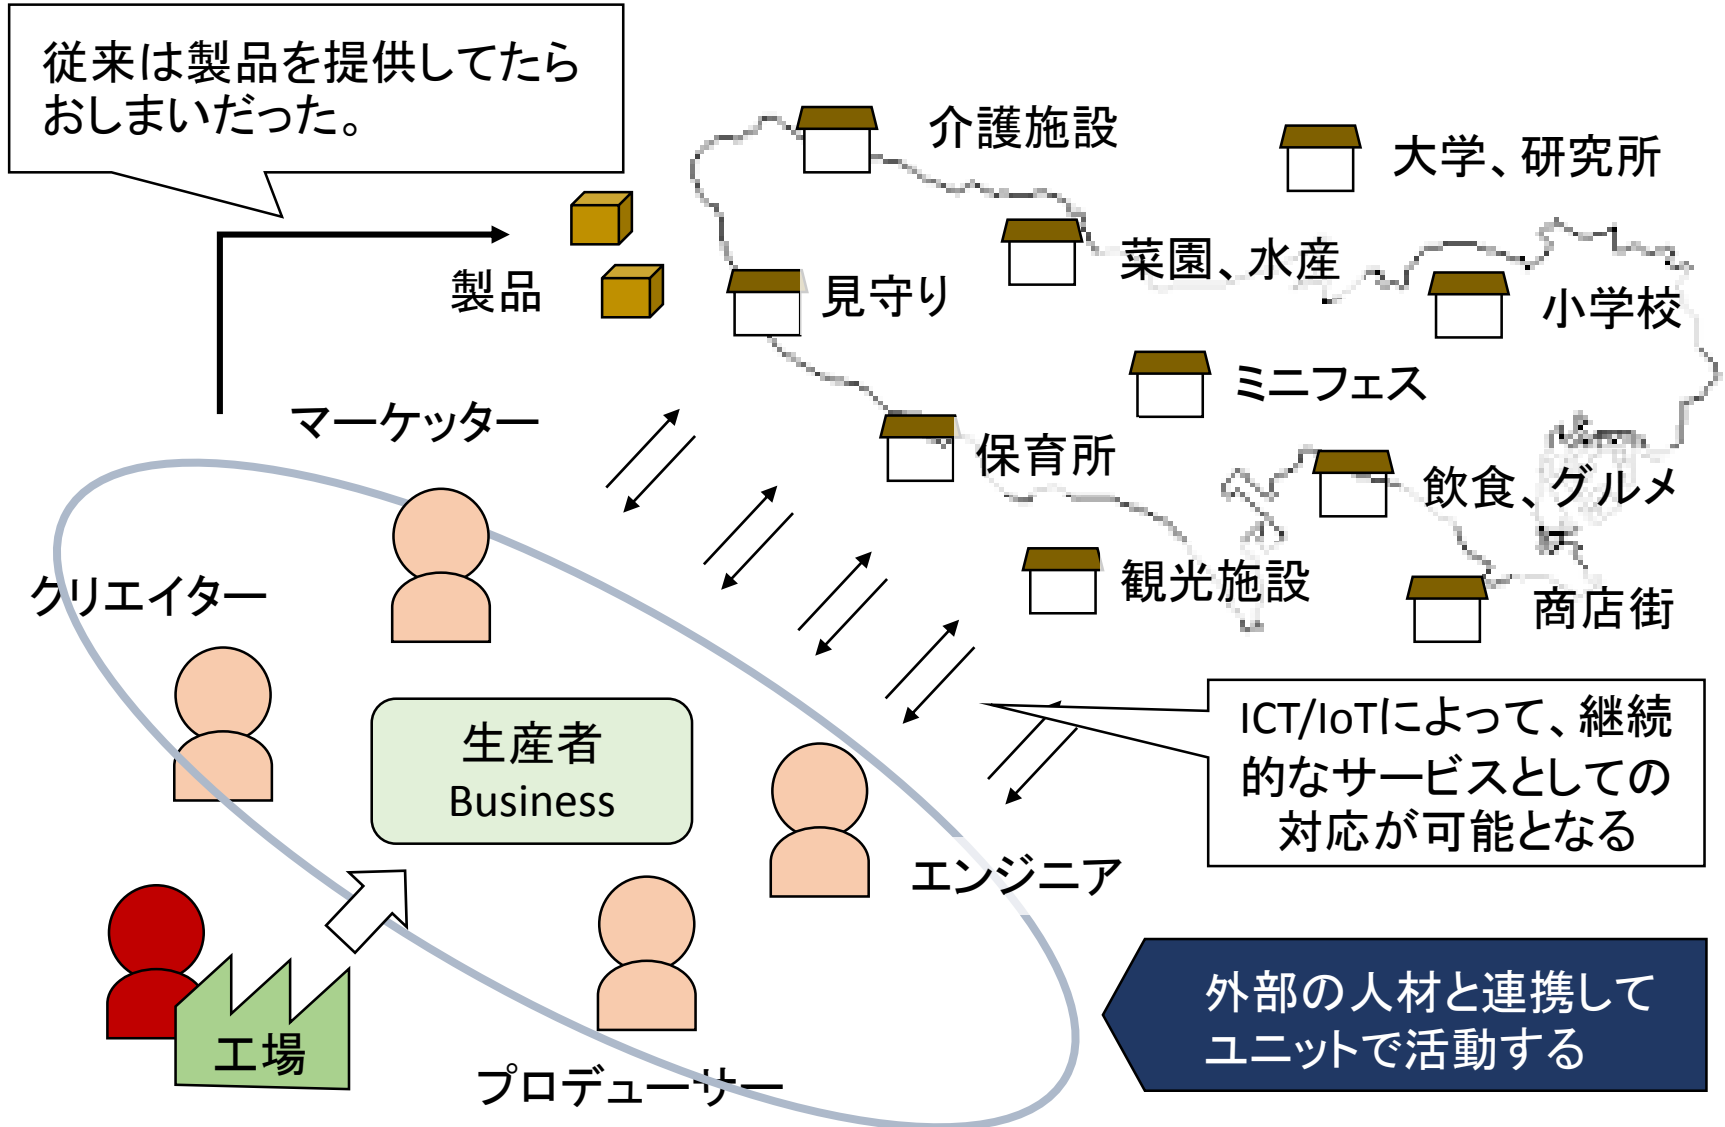 従来は製品を提供してたら
おしまいだった。
介護施設
大学、研究所
菜園、水産
製品
見守り
小学校
ミニフェス
マーケッター
保育所
飲食、グルメ
クリエイター
観光施設
商店街
ICT/IoTによって、継続
的なサービスとしての
対応が可能となる
生産者
Business
エンジニア
外部の人材と連携して
ユニットで活動する
工場
プロデューサー